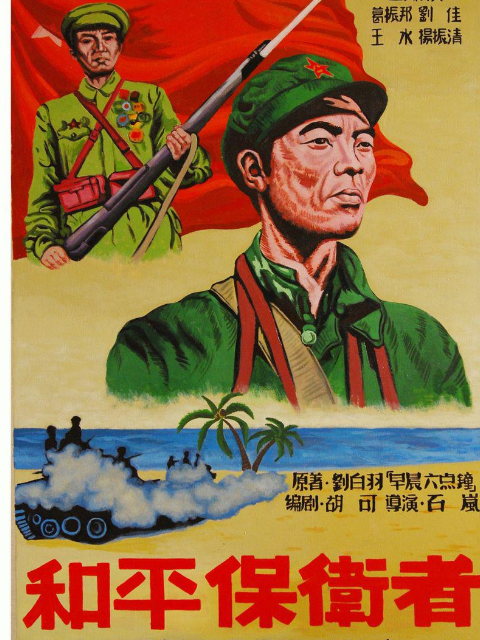 葛振邦 劉 佳
王 水 楊振清
原著·劉白羽「早晨六点鐘」
编剧·胡 可 導演·石 嵐
和平保衛者